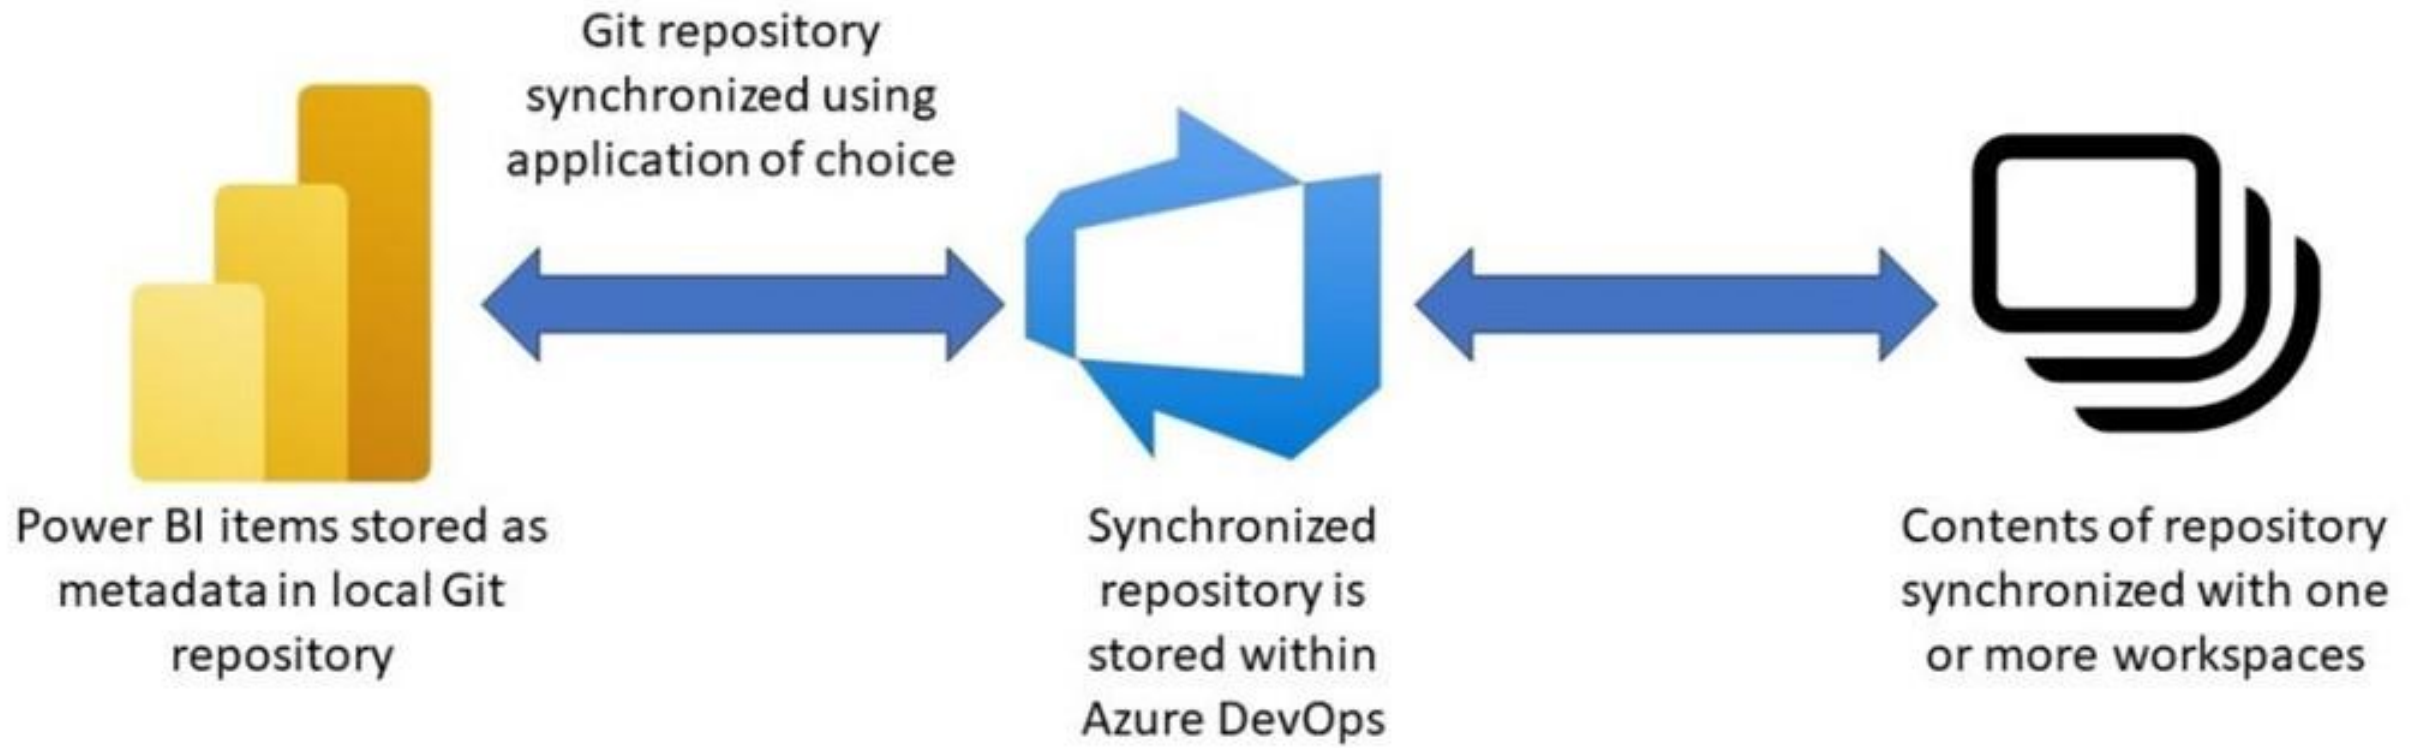 Git repository
synchronized using
application of choice
Power BI items stored as
metadata in local Git
repository
Synchronized
repository is
stored within
Azure DevOps
Contents of repository
synchronized with one
or more workspaces